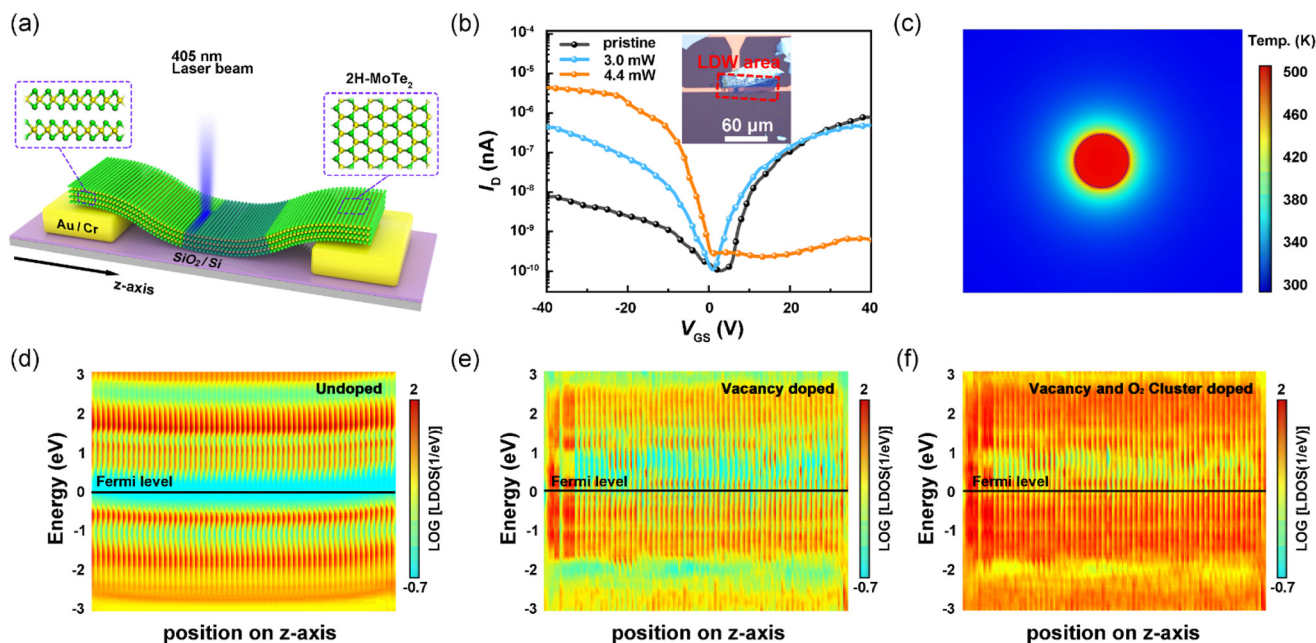 (a)
405 nm
Laser beam
2H-MoTe₂
Au / Cr
SiO₂/Si
z-axis
(b)
10⁻⁴
10⁻⁵
10⁻⁶
10⁻⁷
10⁻⁸
10⁻⁹
10⁻¹⁰
I_D (nA)
pristine
3.0 mW
4.4 mW
LDW area
60 μm
-40 -20 0 20 40
V_GS (V)
(c)
Temp. (K)
500
450
400
350
300
(d)
Undoped
Fermi level
3
2
1
0
-1
-2
-3
Energy (eV)
position on z-axis
2
-0.7
LOG [LDOS(1/eV)]
(e)
Vacancy doped
Fermi level
3
2
1
0
-1
-2
-3
Energy (eV)
position on z-axis
2
-0.7
LOG [LDOS(1/eV)]
(f)
Vacancy and O₂ Cluster doped
Fermi level
3
2
1
0
-1
-2
-3
Energy (eV)
position on z-axis
2
-0.7
LOG [LDOS(1/eV)]